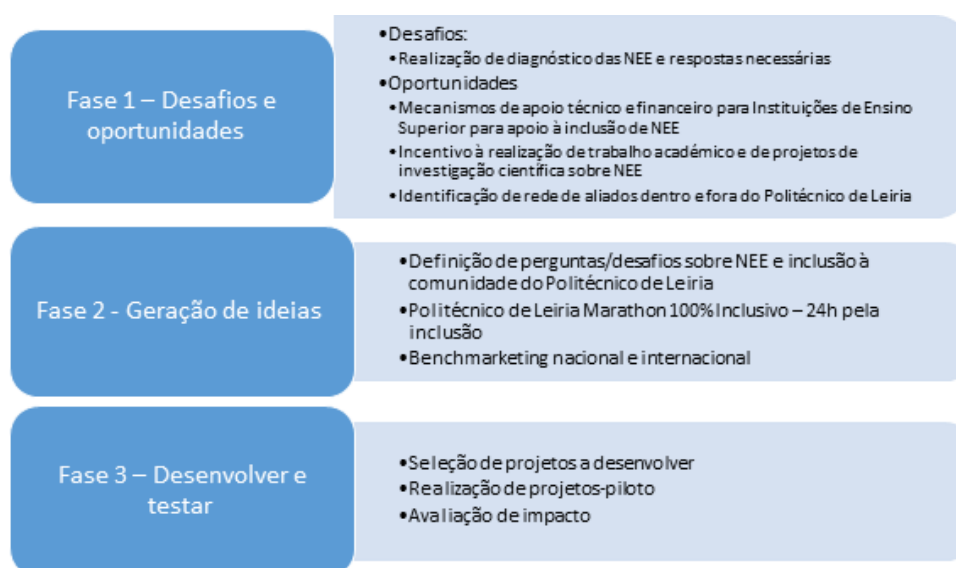 Fase 1 – Desafios e
oportunidades
•Desafios:
•Realização de diagnóstico das NEE e respostas necessárias
•Oportunidades
•Mecanismos de apoio técnico e financeiro para Instituições de Ensino
Superior para apoio à inclusão de NEE
•Incentivo à realização de trabalho académico e de projetos de
investigação científica sobre NEE
•Identificação de rede de aliados dentro e fora do Politécnico de Leiria
Fase 2 - Geração de ideias
•Definição de perguntas/desafios sobre NEE e inclusão à
comunidade do Politécnico de Leiria
•Politécnico de Leiria Marathon 100% Inclusivo – 24h pela
inclusão
•Benchmarketing nacional e internacional
Fase 3 – Desenvolver e
testar
•Seleção de projetos a desenvolver
•Realização de projetos-piloto
•Avaliação de impacto